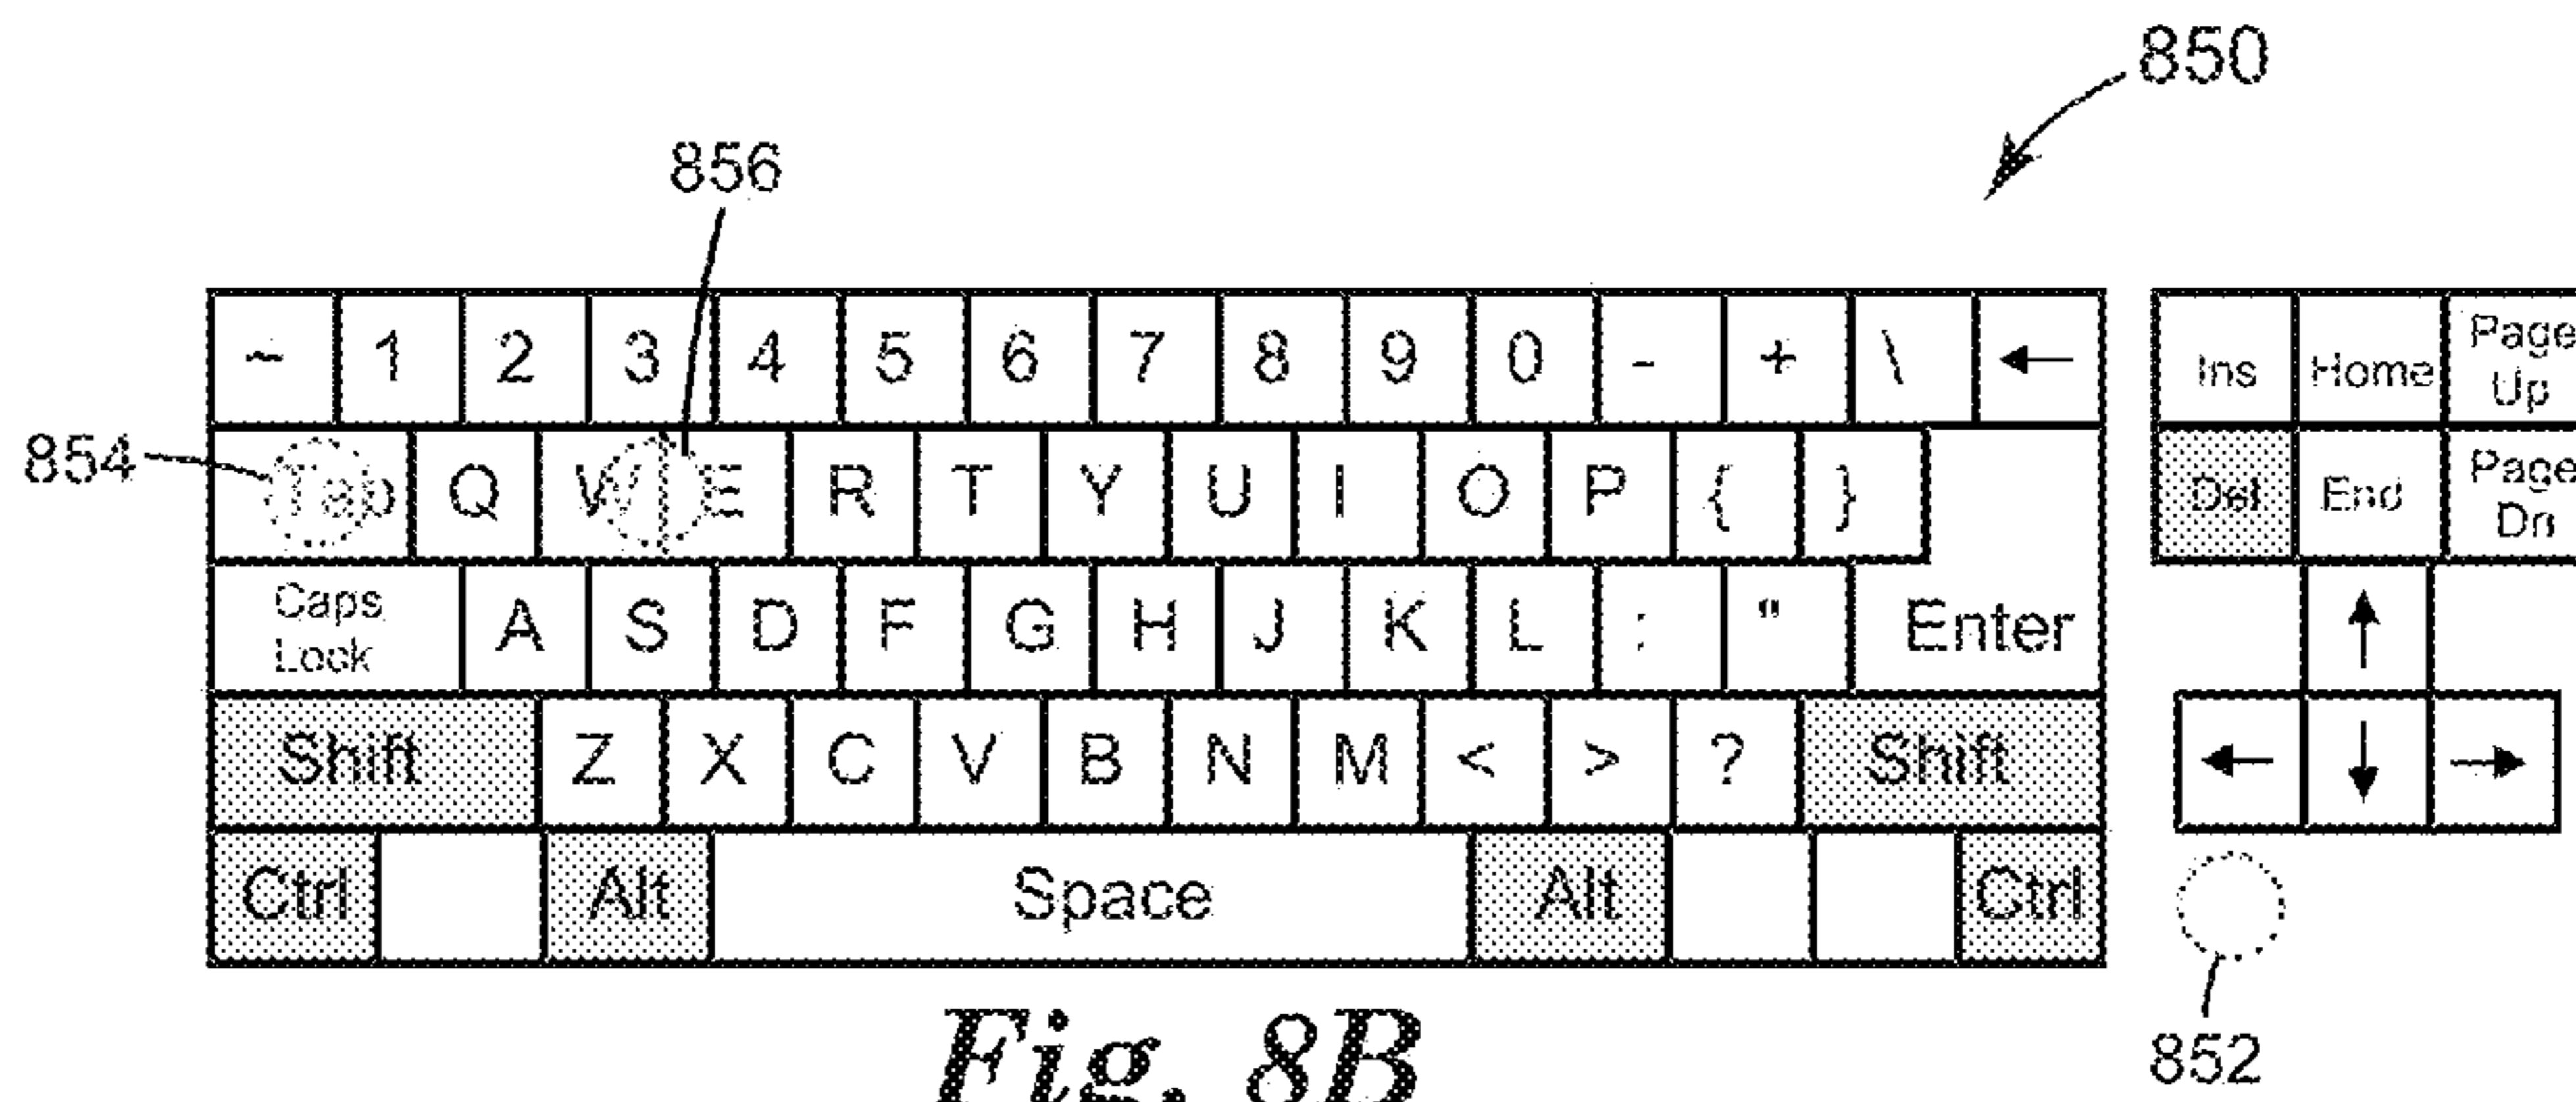 850
856
~ 1 2 3 4 5 6 7 8 9 0 - + \ ← Ins Home Page Up
854 Tab Q W E R T Y U I O P { } Del End Page Dn
Caps Lock A S D F G H J K L : " Enter ↑
Shift Z X C V B N M < > ? Shift ← ↓ →
Ctrl Alt Space Alt Ctrl
852
Fig. 8B